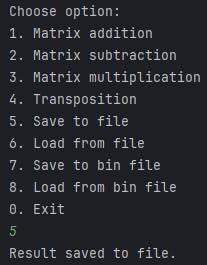 Choose option:
1. Matrix addition
2. Matrix subtraction
3. Matrix multiplication
4. Transposition
5. Save to file
6. Load from file
7. Save to bin file
8. Load from bin file
0. Exit
5
Result saved to file.